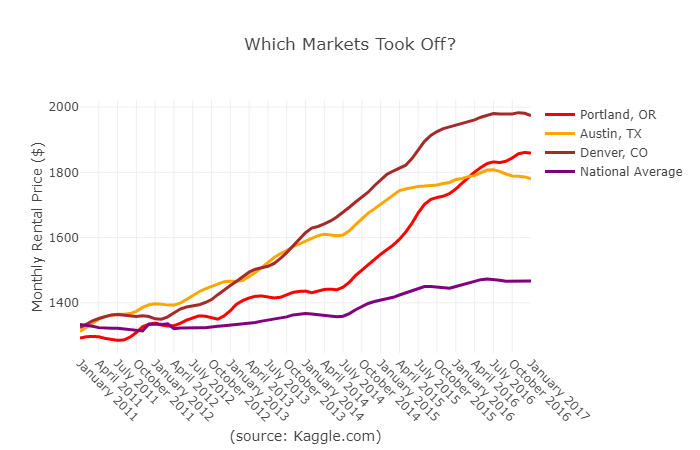 Which Markets Took Off?
2000
1800
1600
1400
Monthly Rental Price ($)
Portland, OR
Austin, TX
Denver, CO
National Average
January 2011
April 2011
July 2011
October 2011
January 2012
April 2012
July 2012
October 2012
January 2013
April 2013
July 2013
October 2013
January 2014
April 2014
July 2014
October 2014
January 2015
April 2015
July 2015
October 2015
January 2016
April 2016
July 2016
October 2016
January 2017
(source: Kaggle.com)